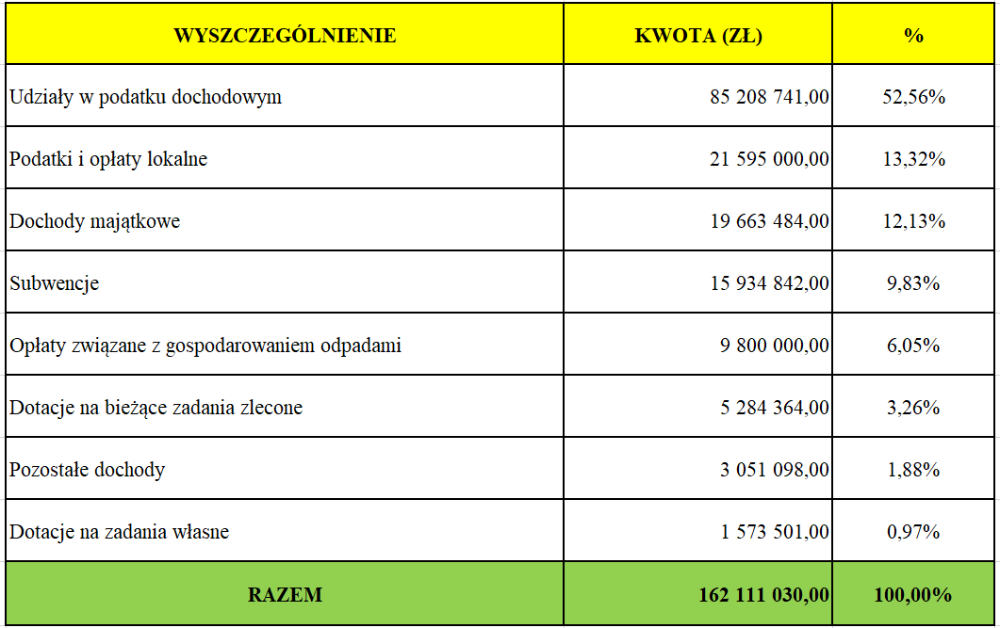 WYSZCZEGÓLNIENIE KWOTA (ZŁ) %
Udziały w podatku dochodowym 85 208 741,00 52,56%
Podatki i opłaty lokalne 21 595 000,00 13,32%
Dochody majątkowe 19 663 484,00 12,13%
Subwencje 15 934 842,00 9,83%
Opłaty związane z gospodarowaniem odpadami 9 800 000,00 6,05%
Dotacje na bieżące zadania zlecone 5 284 364,00 3,26%
Pozostałe dochody 3 051 098,00 1,88%
Dotacje na zadania własne 1 573 501,00 0,97%
RAZEM 162 111 030,00 100,00%